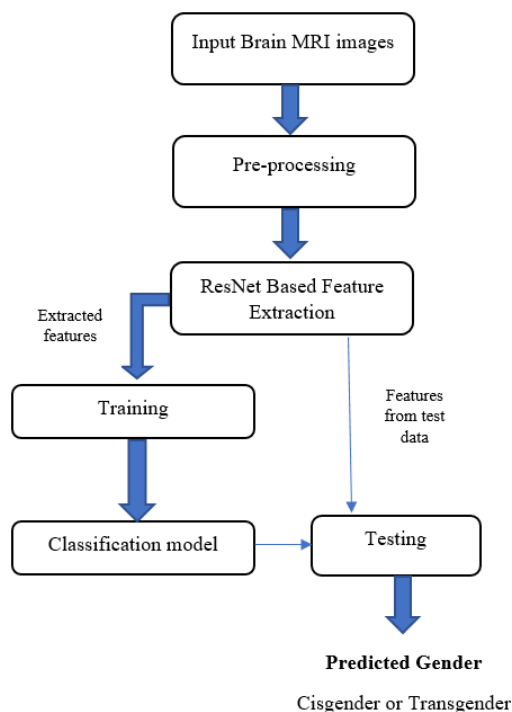 Input Brain MRI images
Pre-processing
ResNet Based Feature
Extraction
Extracted
features
Training
Features
from test
data
Classification model
Testing
Predicted Gender
Cisgender or Transgender